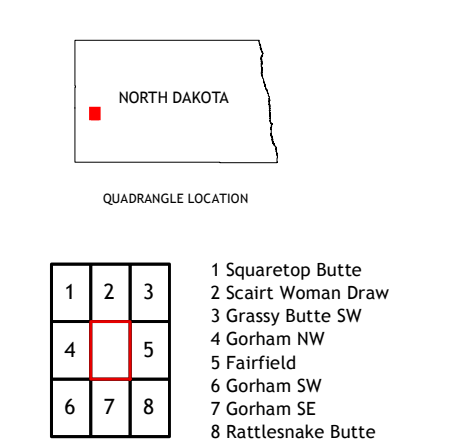 NORTH DAKOTA
QUADRANGLE LOCATION
1 2 3
4 5
6 7 8
1 Squaretop Butte
2 Scairt Woman Draw
3 Grassy Butte SW
4 Gorham NW
5 Fairfield
6 Gorham SW
7 Gorham SE
8 Rattlesnake Butte